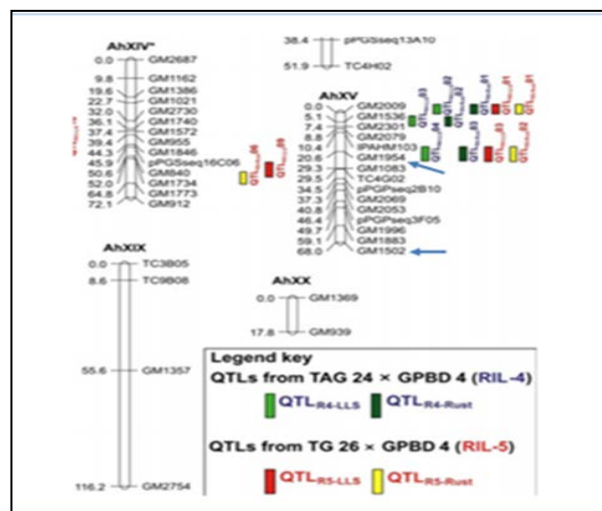 AhXIV"
0.0 GM2687
9.8 GM1162
19.6 GM1386
22.7 GM1021
32.0 GM2730
36.1 GM1740
37.4 GM1572
39.4 GM955
44.3 GM1846
45.9 pPGSseq16C06
50.6 GM840
52.0 GM1734
64.8 GM1773
72.1 GM912
38.4 pPGSseq13A10
51.9 TC4H02
AhXV
0.0 GM2009
5.1 GM1536
7.4 GM2301
8.8 GM2079
10.4 IPAHM103
20.6 GM1954
26.3 GM1083
29.5 TC4G02
34.5 pPGPseq2B10
37.3 GM2069
40.8 GM2053
46.4 pPGPseq3F05
49.7 GM1996
59.1 GM1883
68.0 GM1502
AhXIX
0.0 TC3B05
8.6 TC9B08
55.6 GM1357
116.2 GM2754
AhXX
0.0 GM1369
17.8 GM939
Legend key
QTLs from TAG 24 × GPBD 4 (RIL-4)
QTLR4-LLS QTLR4-Rust
QTLs from TG 26 × GPBD 4 (RIL-5)
QTLR5-LLS QTLR5-Rust